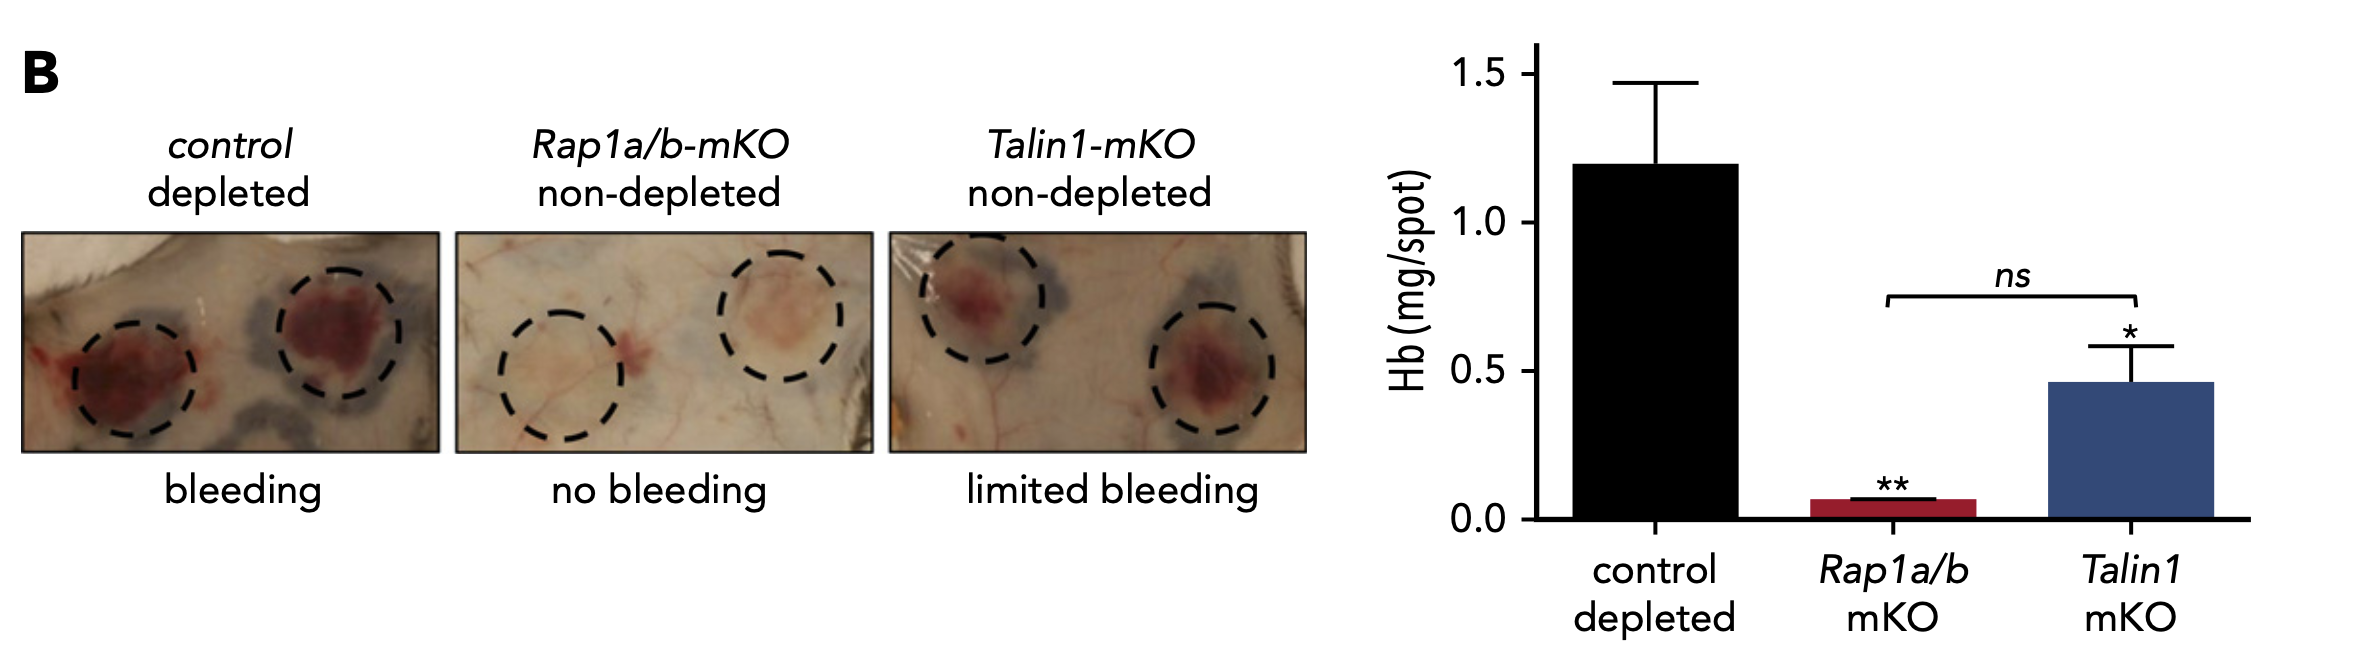 B
control
depleted
Rap1a/b-mKO
non-depleted
Talin1-mKO
non-depleted
bleeding
no bleeding
limited bleeding
Hb (mg/spot)
1.5
1.0
0.5
0.0
ns
*
**
control
depleted
Rap1a/b
mKO
Talin1
mKO